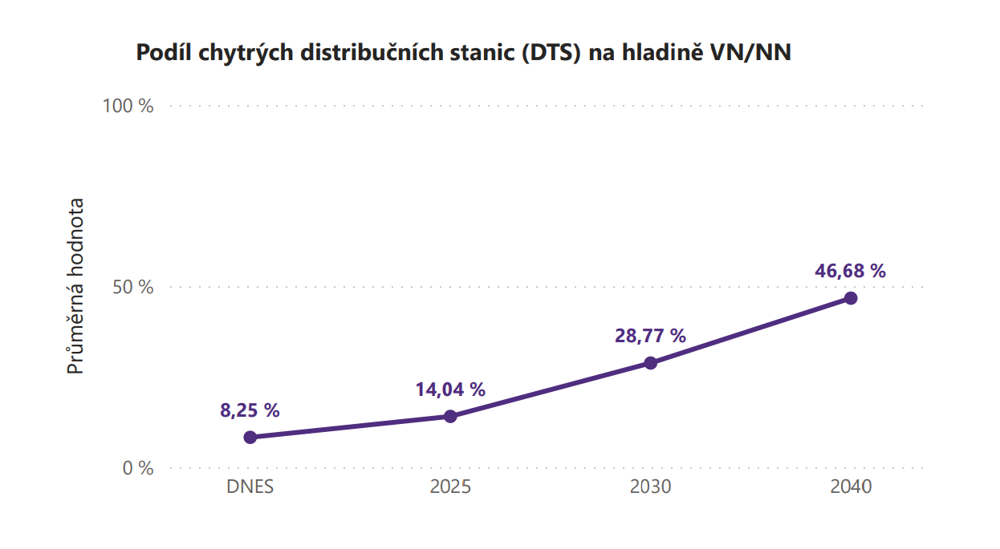 Podíl chytrých distribučních stanic (DTS) na hladině VN/NN
100 %
Průměrná hodnota
50 %
46,68 %
28,77 %
14,04 %
8,25 %
0 %
DNES 2025 2030 2040